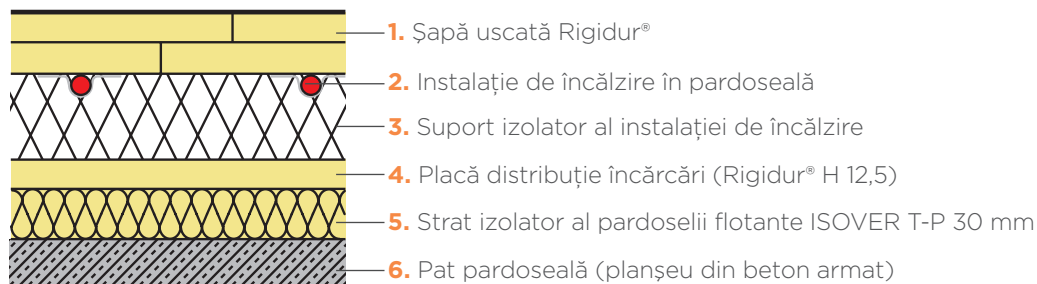 1. Șapă uscată Rigidur®
2. Instalație de încălzire în pardoseală
3. Suport izolator al instalației de încălzire
4. Placă distribuție încărcări (Rigidur® H 12,5)
5. Strat izolator al pardoselii flotante ISOVER T-P 30 mm
6. Pat pardoseală (planșeu din beton armat)